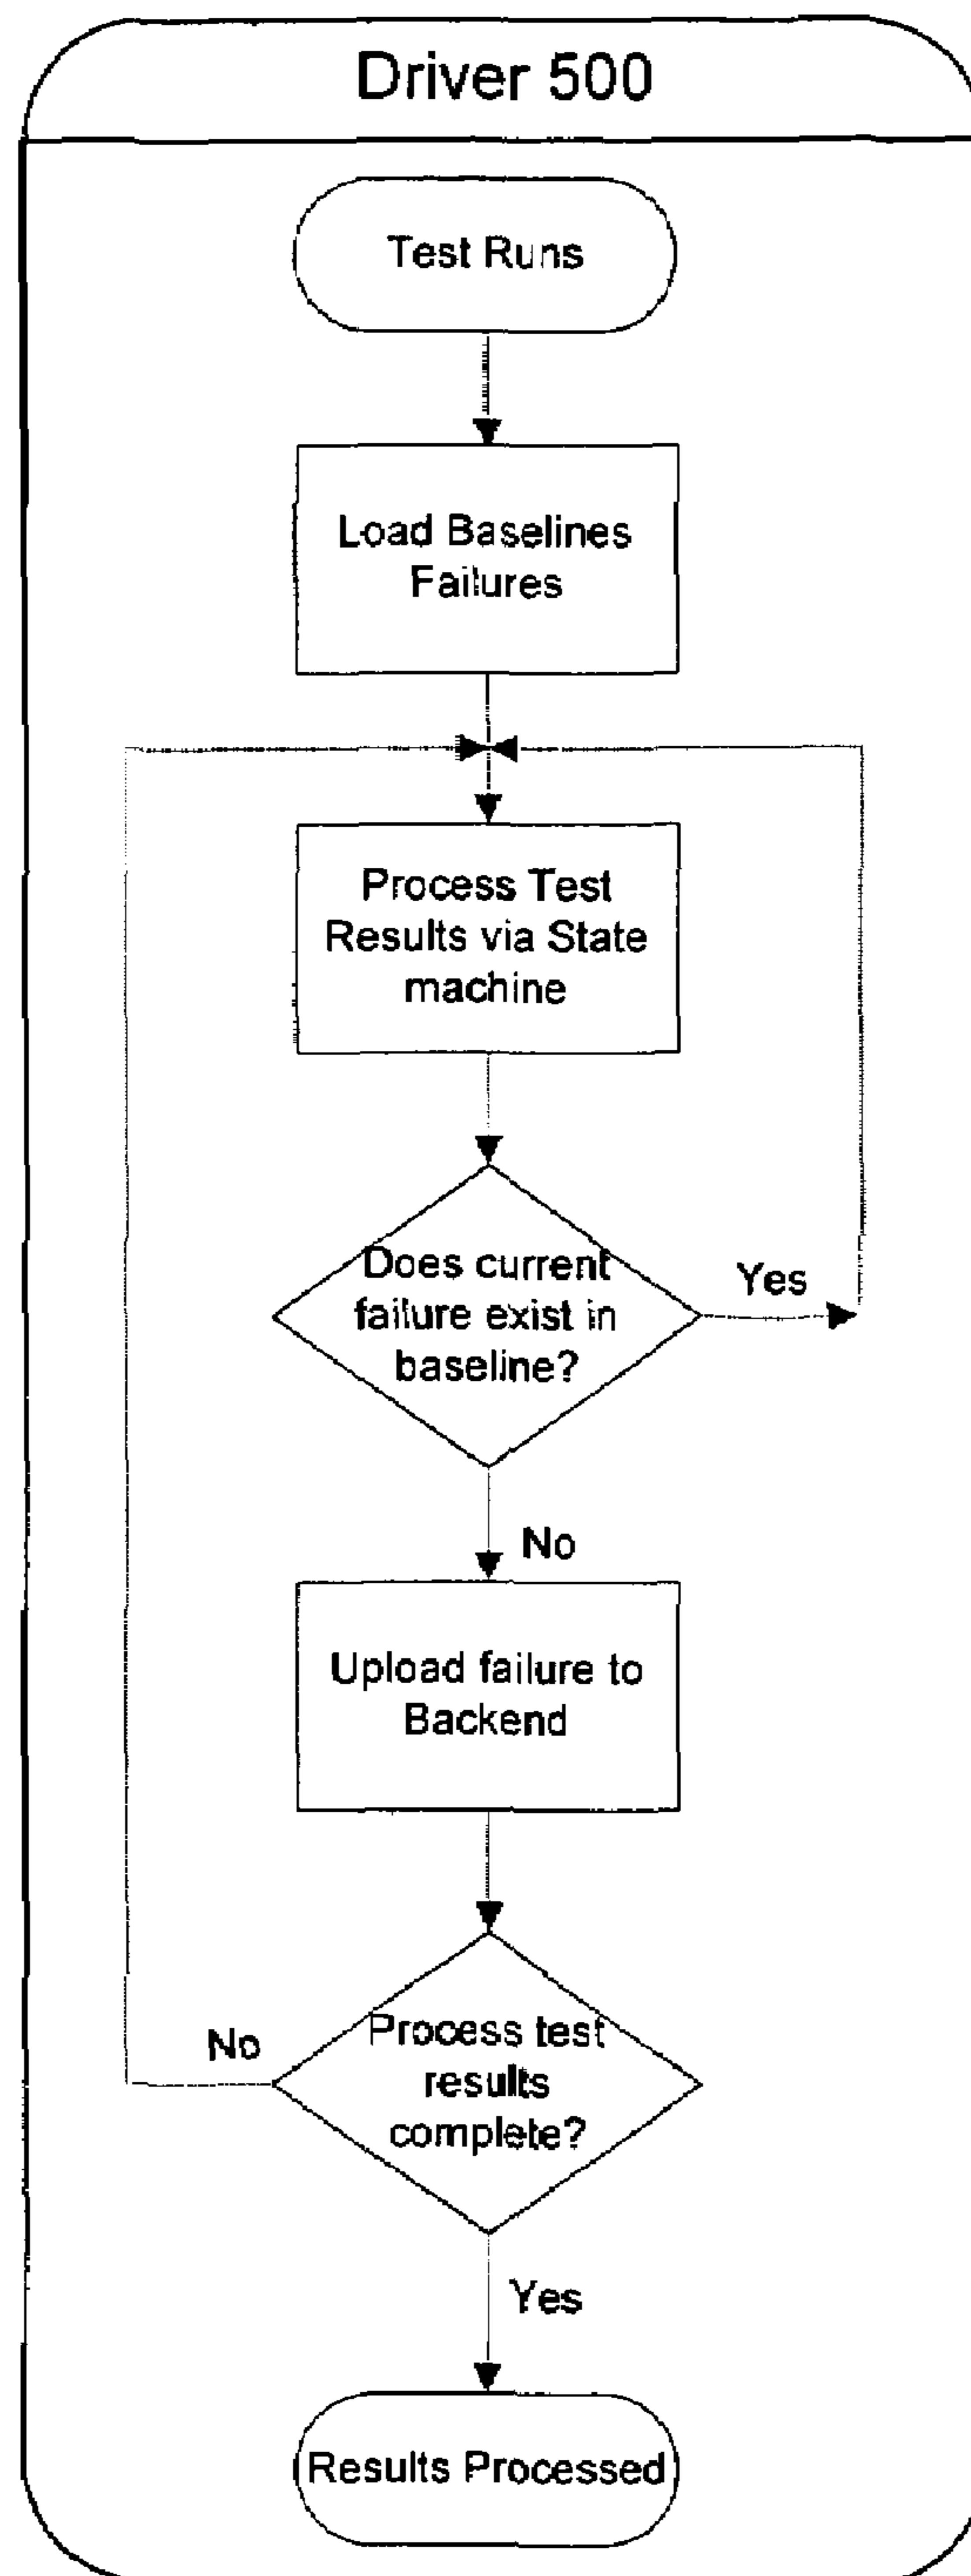 Driver 500
Test Runs
Load Baselines
Failures
Process Test
Results via State
machine
Does current
failure exist in
baseline?
Yes
No
Upload failure to
Backend
Process test
results
complete?
No
Yes
Results Processed